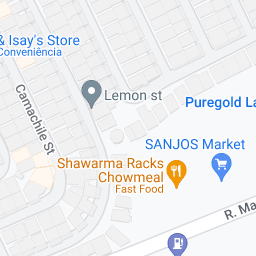 & Isay's Store
Conveniência
Camachile St
Lemon st
Puregold La
SANJOS Market
Shawarma Racks
Chowmeal
Fast Food
R. Ma